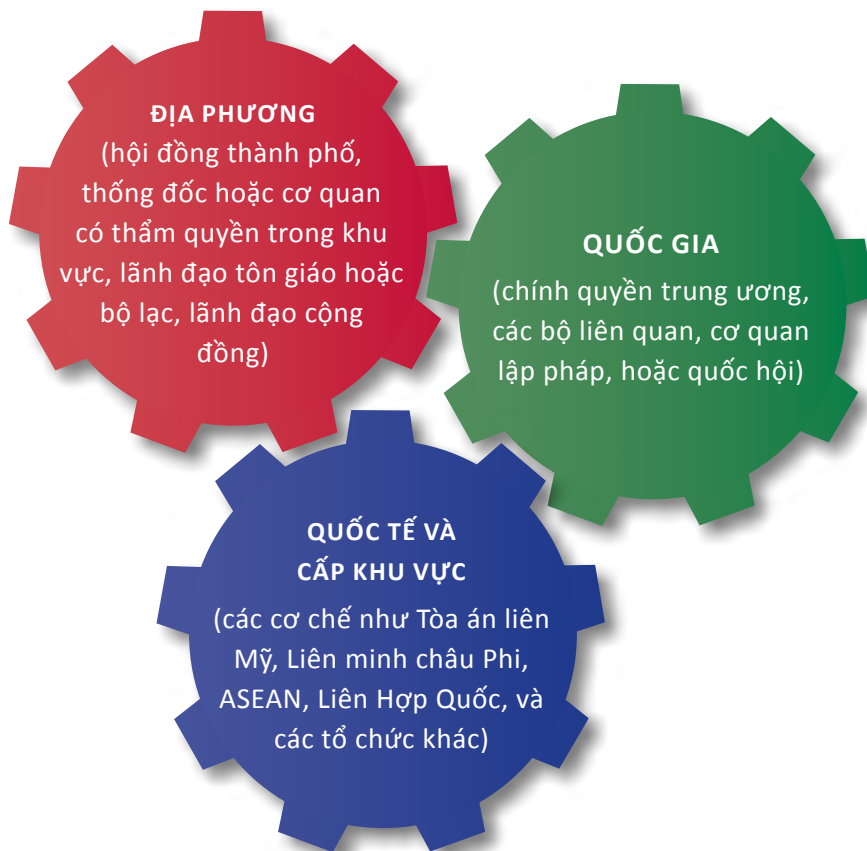 ĐỊA PHƯƠNG
(hội đồng thành phố,
thống đốc hoặc cơ quan
có thẩm quyền trong khu
vực, lãnh đạo tôn giáo hoặc
bộ lạc, lãnh đạo cộng
đồng)
QUỐC GIA
(chính quyền trung ương,
các bộ liên quan, cơ quan
lập pháp, hoặc quốc hội)
QUỐC TẾ VÀ
CẤP KHU VỰC
(các cơ chế như Tòa án liên
Mỹ, Liên minh châu Phi,
ASEAN, Liên Hợp Quốc, và
các tổ chức khác)